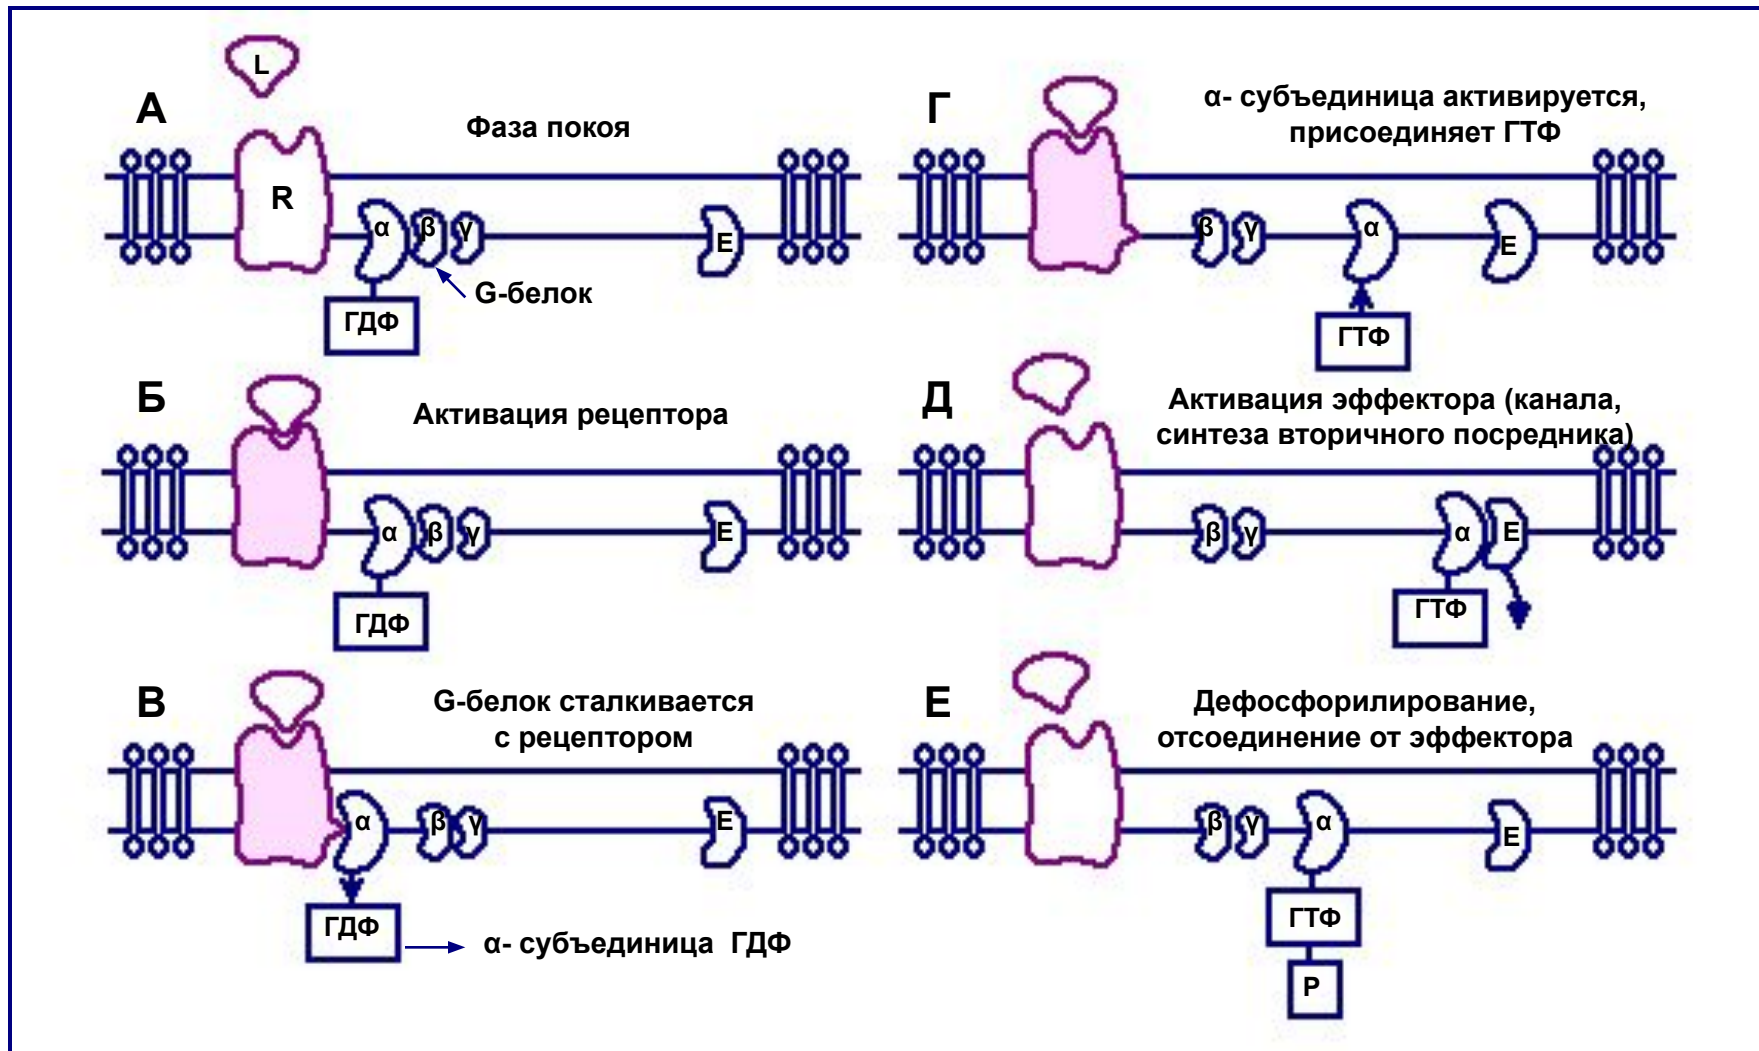 L
А
Фаза покоя
R
α
β
γ
E
G-белок
ГДФ
Б
Активация рецептора
α
β
γ
E
ГДФ
В
G-белок сталкивается
с рецептором
α
β
γ
E
ГДФ
α- субъединица ГДФ
Г
α- субъединица активируется,
присоединяет ГТФ
β
γ
α
E
ГТФ
Д
Активация эффектора (канала,
синтеза вторичного посредника)
β
γ
α
E
ГТФ
Е
Дефосфорилирование,
отсоединение от эффектора
β
γ
α
E
ГТФ
P